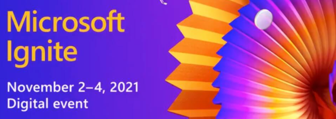 Microsoft
Ignite
November 2–4, 2021
Digital event